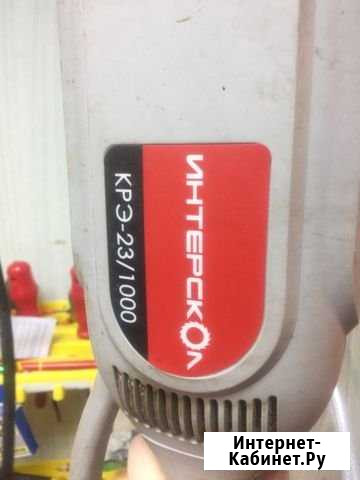 ИНТЕРСКОЛ
КРЭ-23/1000
Интернет-
Кабинет.Ру